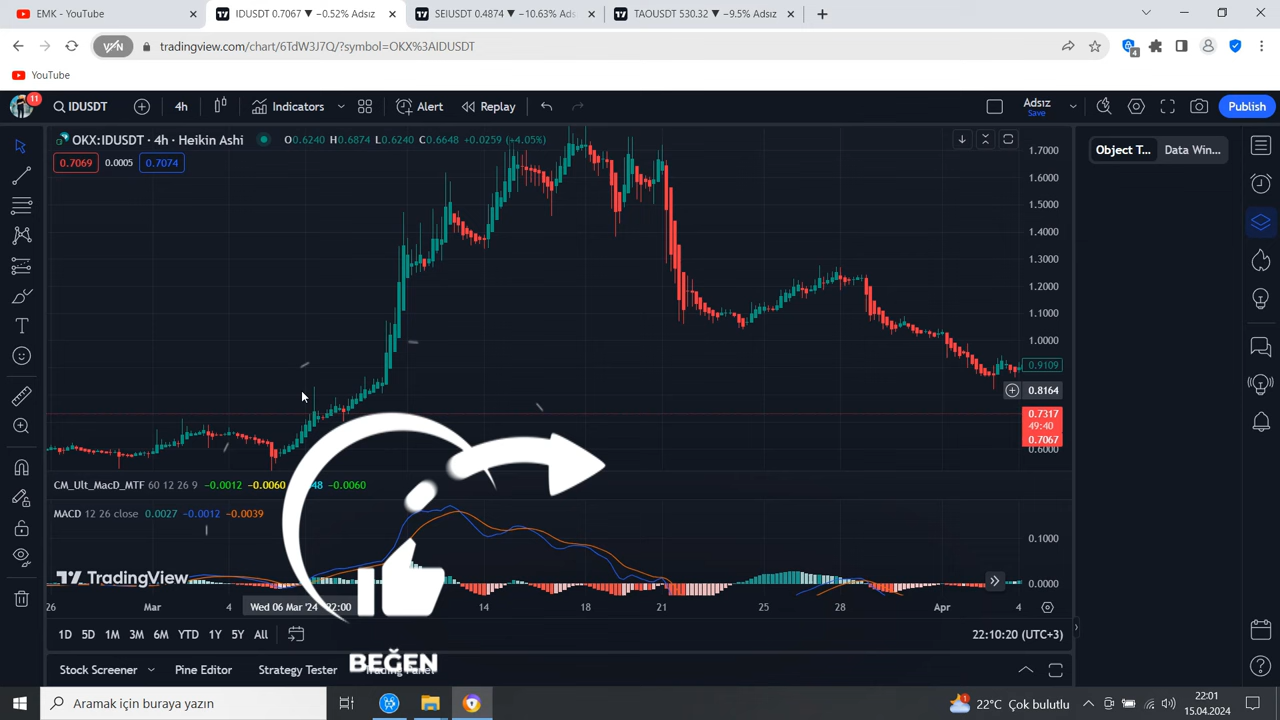 EMK - YouTube
IDUSDT 0.7067 ▼ −0.52% Adsız
SEIUSDT 0.4874 ▼ −10.63% Ads
TAOUSDT 530.32 ▼ −9.5% Adsız
tradingview.com/chart/6TdW3J7Q/?symbol=OKX%3AIDUSDT
4
YouTube
11
IDUSDT
4h
Indicators
Alert
Replay
Adsız
Save
Publish
OKX:IDUSDT · 4h · Heikin Ashi
O0.6240 H0.6874 L0.6240 C0.6648 +0.0259 (+4.05%)
0.7069 0.0005 0.7074
Object T...
Data Win...
1.7000
1.6000
1.5000
1.4000
1.3000
1.2000
1.1000
1.0000
0.9109
0.8164
0.7317
49:40
0.7067
0.6000
CM_Ult_MacD_MTF 60 12 26 9 −0.0012 −0.0060 48 −0.0060
MACD 12 26 close 0.0027 −0.0012 −0.0039
0.1000
0.0000
TradingView
26 Mar 4 Wed 06 Mar '24 22:00 14 18 21 25 28 Apr 4
1D 5D 1M 3M 6M YTD 1Y 5Y All
22:10:20 (UTC+3)
BEĞEN
Stock Screener
Pine Editor
Strategy Tester
Trading Panel
Aramak için buraya yazın
22°C Çok bulutlu
22:01
15.04.2024